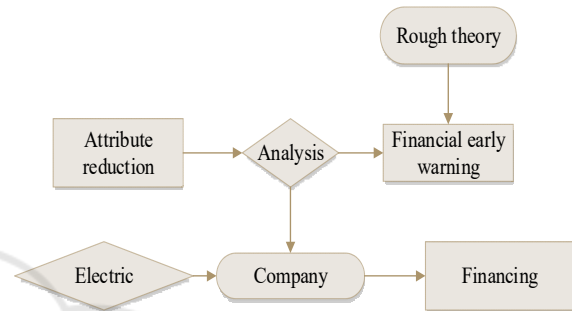 Rough theory
Attribute
reduction
Analysis
Financial early
warning
Electric
Company
Financing